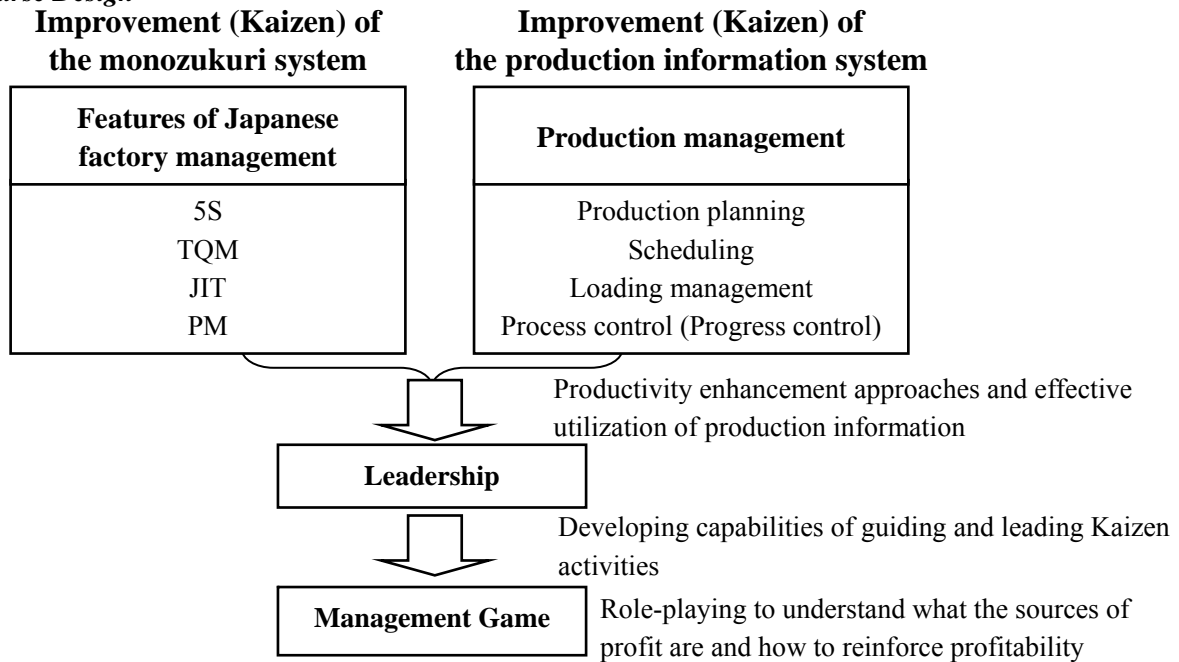 Improvement (Kaizen) of
the monozukuri system
Features of Japanese
factory management
5S
TQM
JIT
PM
Improvement (Kaizen) of
the production information system
Production management
Production planning
Scheduling
Loading management
Process control (Progress control)
Productivity enhancement approaches and effective
utilization of production information
Leadership
Developing capabilities of guiding and leading Kaizen
activities
Management Game
Role-playing to understand what the sources of
profit are and how to reinforce profitability